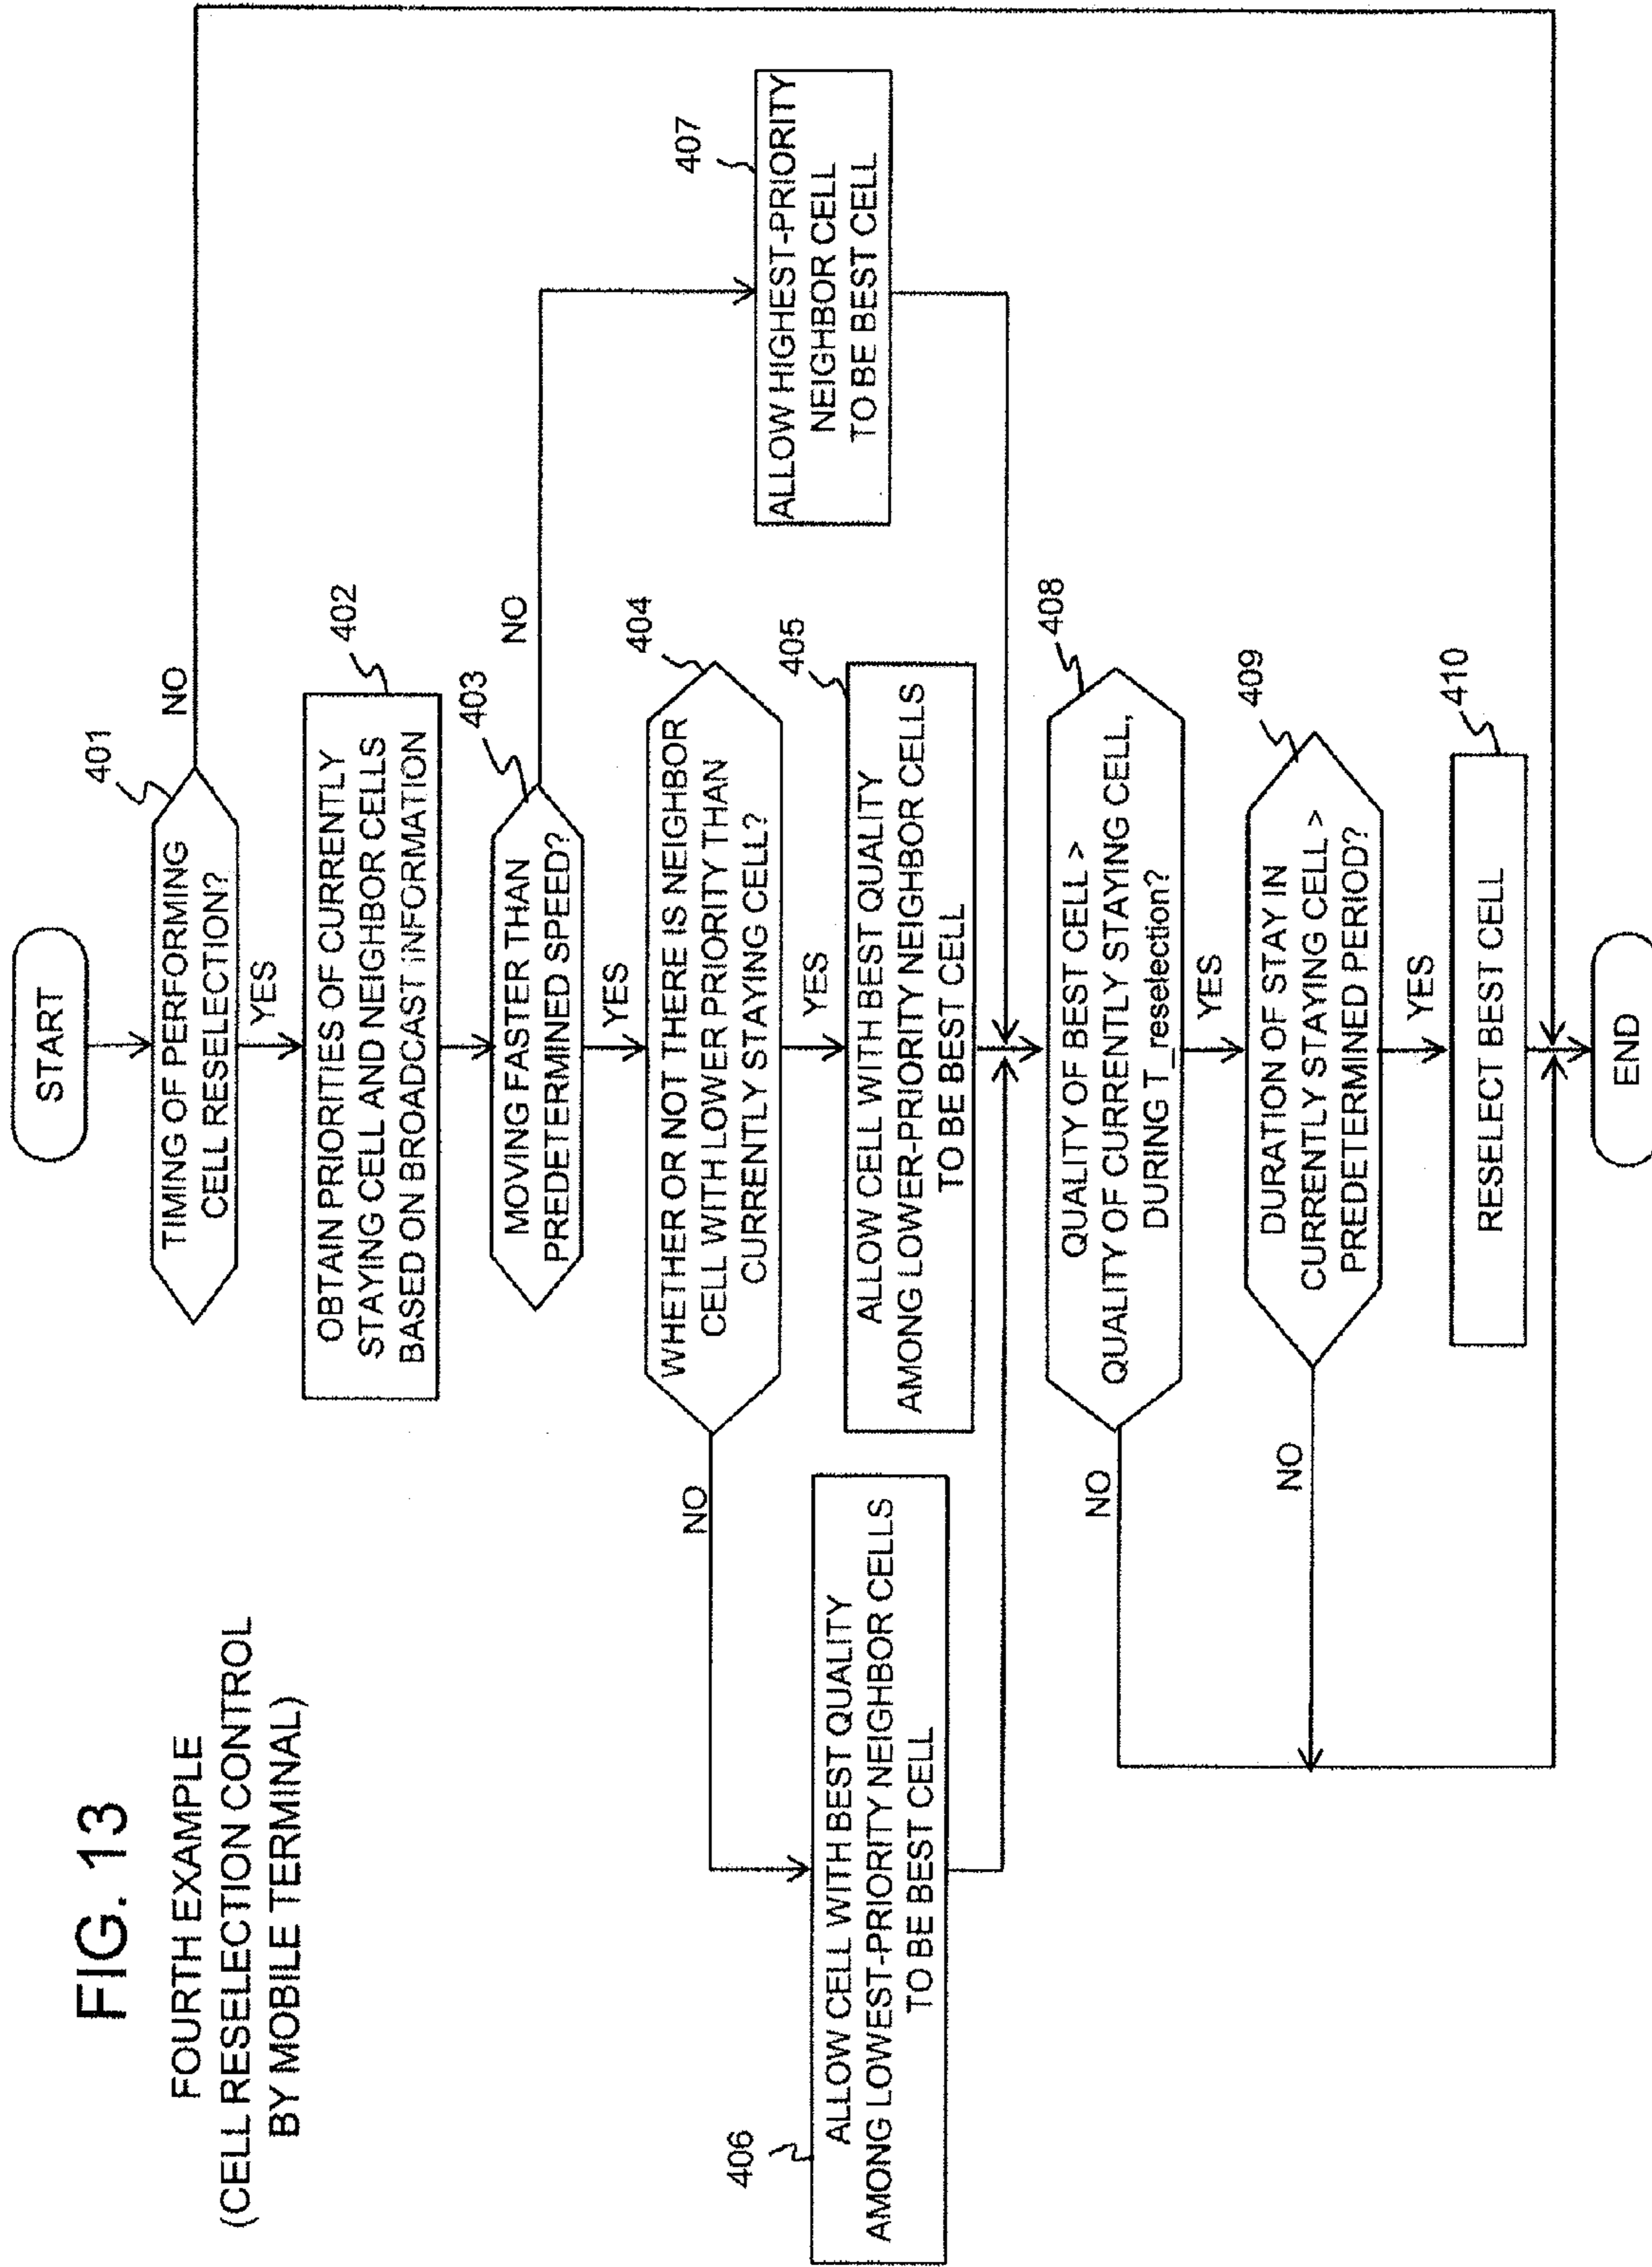 FIG. 13
FOURTH EXAMPLE
(CELL RESELECTION CONTROL
BY MOBILE TERMINAL)
START
401
TIMING OF PERFORMING
CELL RESELECTION?
NO
YES
402
OBTAIN PRIORITIES OF CURRENTLY
STAYING CELL AND NEIGHBOR CELLS
BASED ON BROADCAST INFORMATION
403
MOVING FASTER THAN
PREDETERMINED SPEED?
NO
YES
404
WHETHER OR NOT THERE IS NEIGHBOR
CELL WITH LOWER PRIORITY THAN
CURRENTLY STAYING CELL?
NO
YES
405
ALLOW CELL WITH BEST QUALITY
AMONG LOWER-PRIORITY NEIGHBOR CELLS
TO BE BEST CELL
406
ALLOW CELL WITH BEST QUALITY
AMONG LOWEST-PRIORITY NEIGHBOR CELLS
TO BE BEST CELL
407
ALLOW HIGHEST-PRIORITY
NEIGHBOR CELL
TO BE BEST CELL
408
QUALITY OF BEST CELL >
QUALITY OF CURRENTLY STAYING CELL,
DURING T_reselection?
NO
YES
409
DURATION OF STAY IN
CURRENTLY STAYING CELL >
PREDETERMINED PERIOD?
NO
YES
410
RESELECT BEST CELL
END